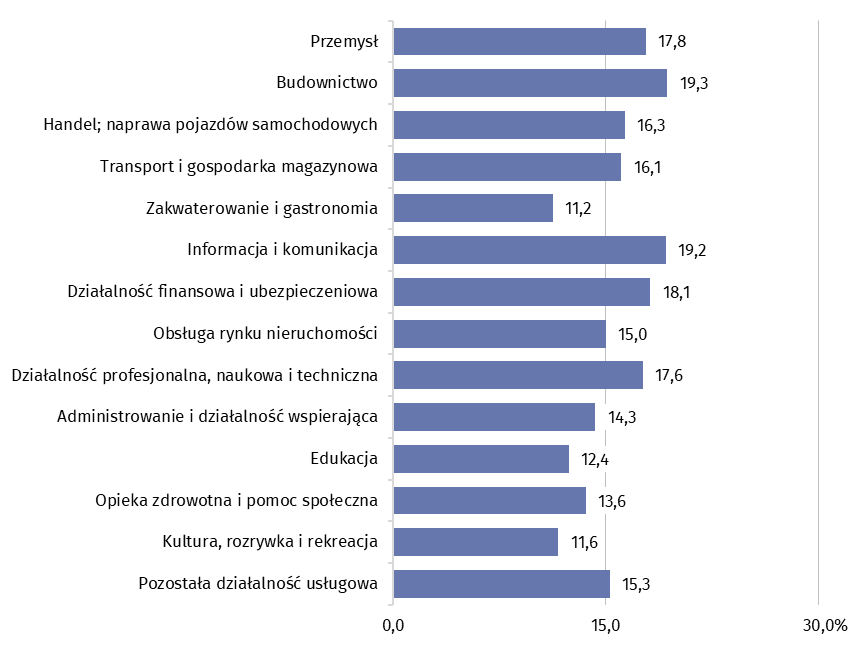 Przemysł 17,8
Budownictwo 19,3
Handel; naprawa pojazdów samochodowych 16,3
Transport i gospodarka magazynowa 16,1
Zakwaterowanie i gastronomia 11,2
Informacja i komunikacja 19,2
Działalność finansowa i ubezpieczeniowa 18,1
Obsługa rynku nieruchomości 15,0
Działalność profesjonalna, naukowa i techniczna 17,6
Administrowanie i działalność wspierająca 14,3
Edukacja 12,4
Opieka zdrowotna i pomoc społeczna 13,6
Kultura, rozrywka i rekreacja 11,6
Pozostała działalność usługowa 15,3
0,0 15,0 30,0%